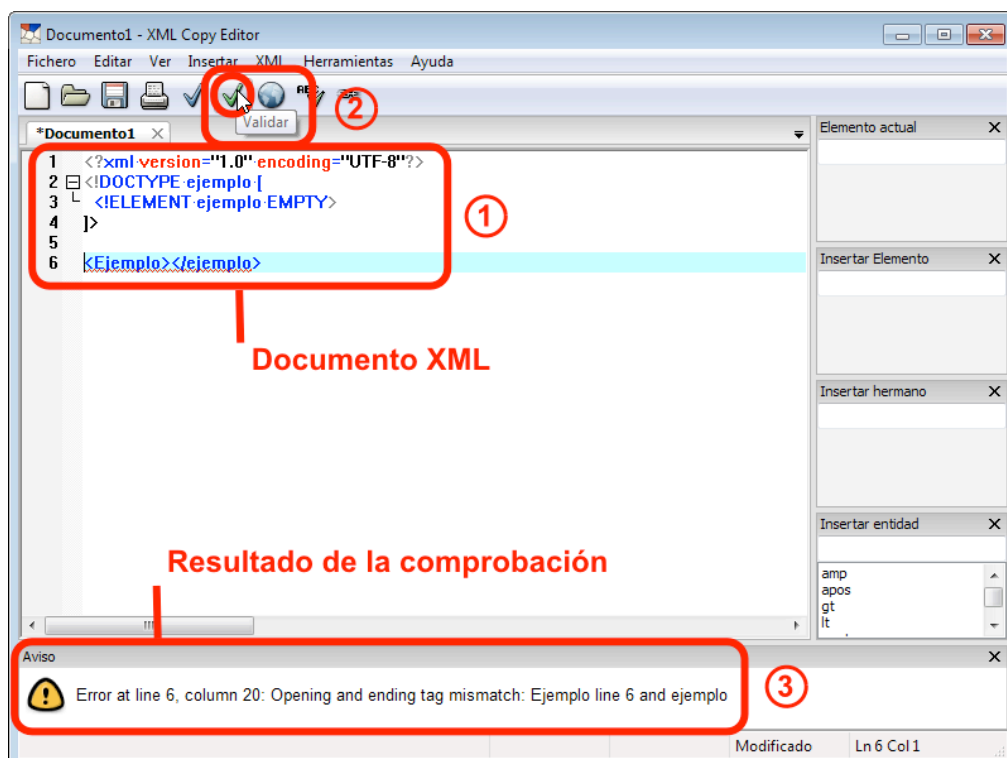 Documento1 - XML Copy Editor
Fichero Editar Ver Insertar XML Herramientas Ayuda
ABC
2
Validar
*Documento1
Elemento actual
1 <?xml version="1.0" encoding="UTF-8"?>
2 <!DOCTYPE ejemplo [
3 <!ELEMENT ejemplo EMPTY>
4 ]>
5
6 <Ejemplo></ejemplo>
1
Insertar Elemento
Documento XML
Insertar hermano
Insertar entidad
Resultado de la comprobación
amp
apos
gt
lt
Aviso
Error at line 6, column 20: Opening and ending tag mismatch: Ejemplo line 6 and ejemplo
3
Modificado
Ln 6 Col 1